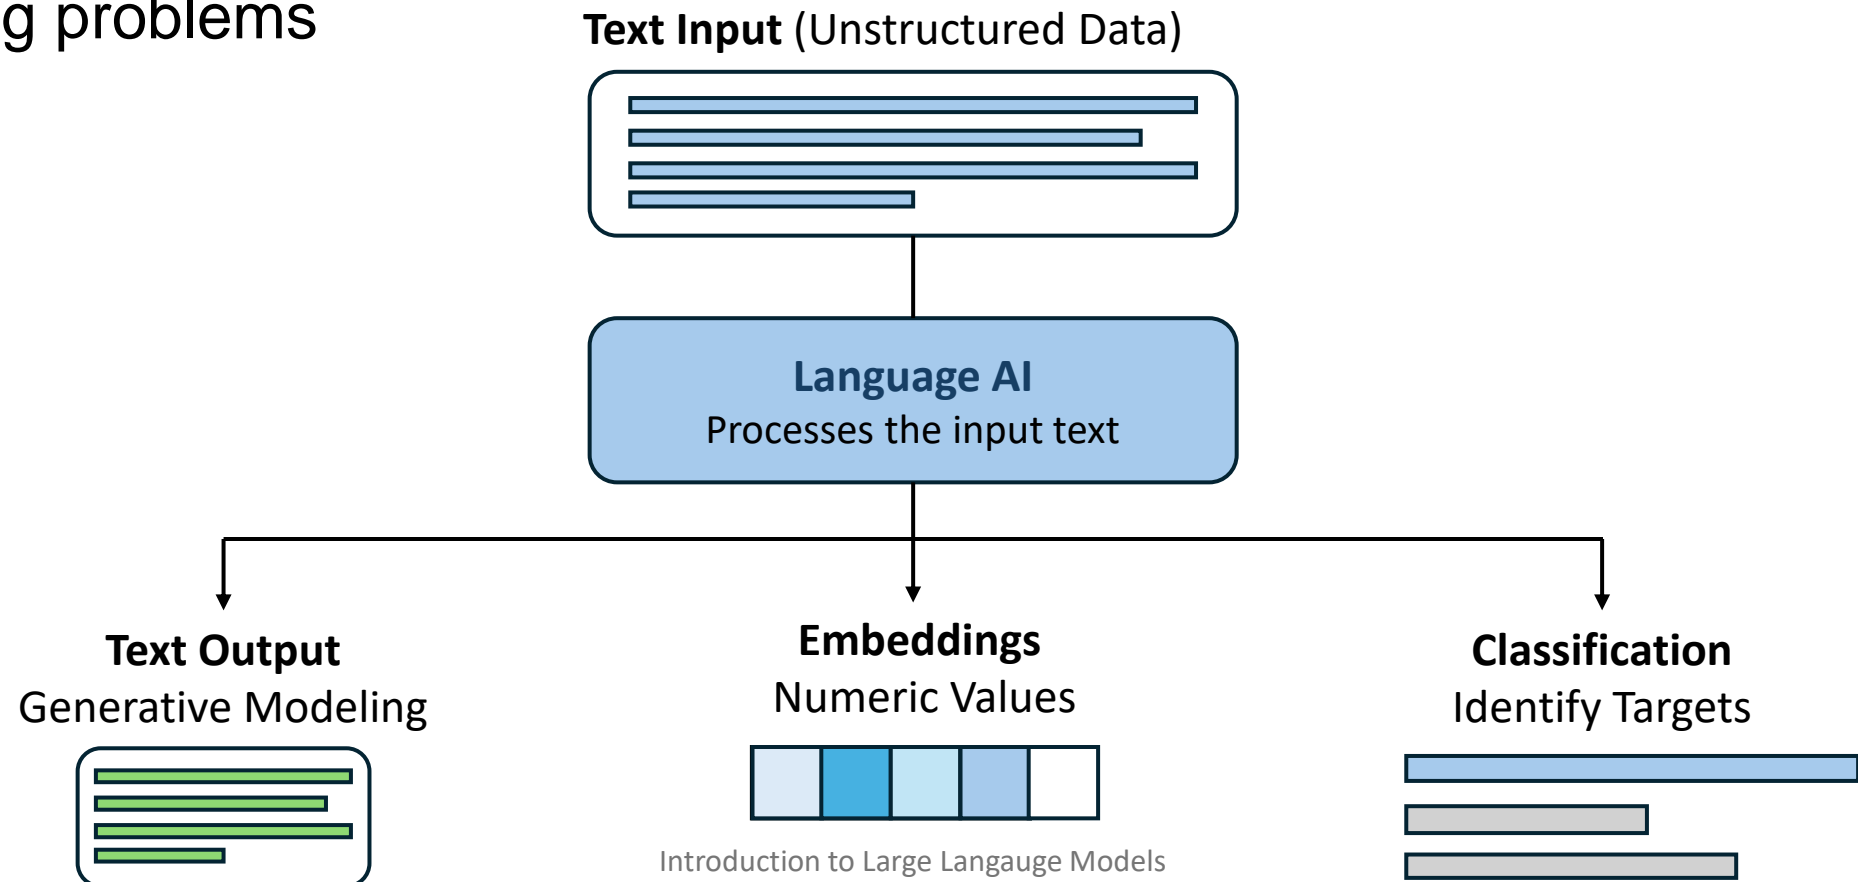 g problems
Text Input (Unstructured Data)
Language AI
Processes the input text
Text Output
Generative Modeling
Embeddings
Numeric Values
Classification
Identify Targets
Introduction to Large Langauge Models